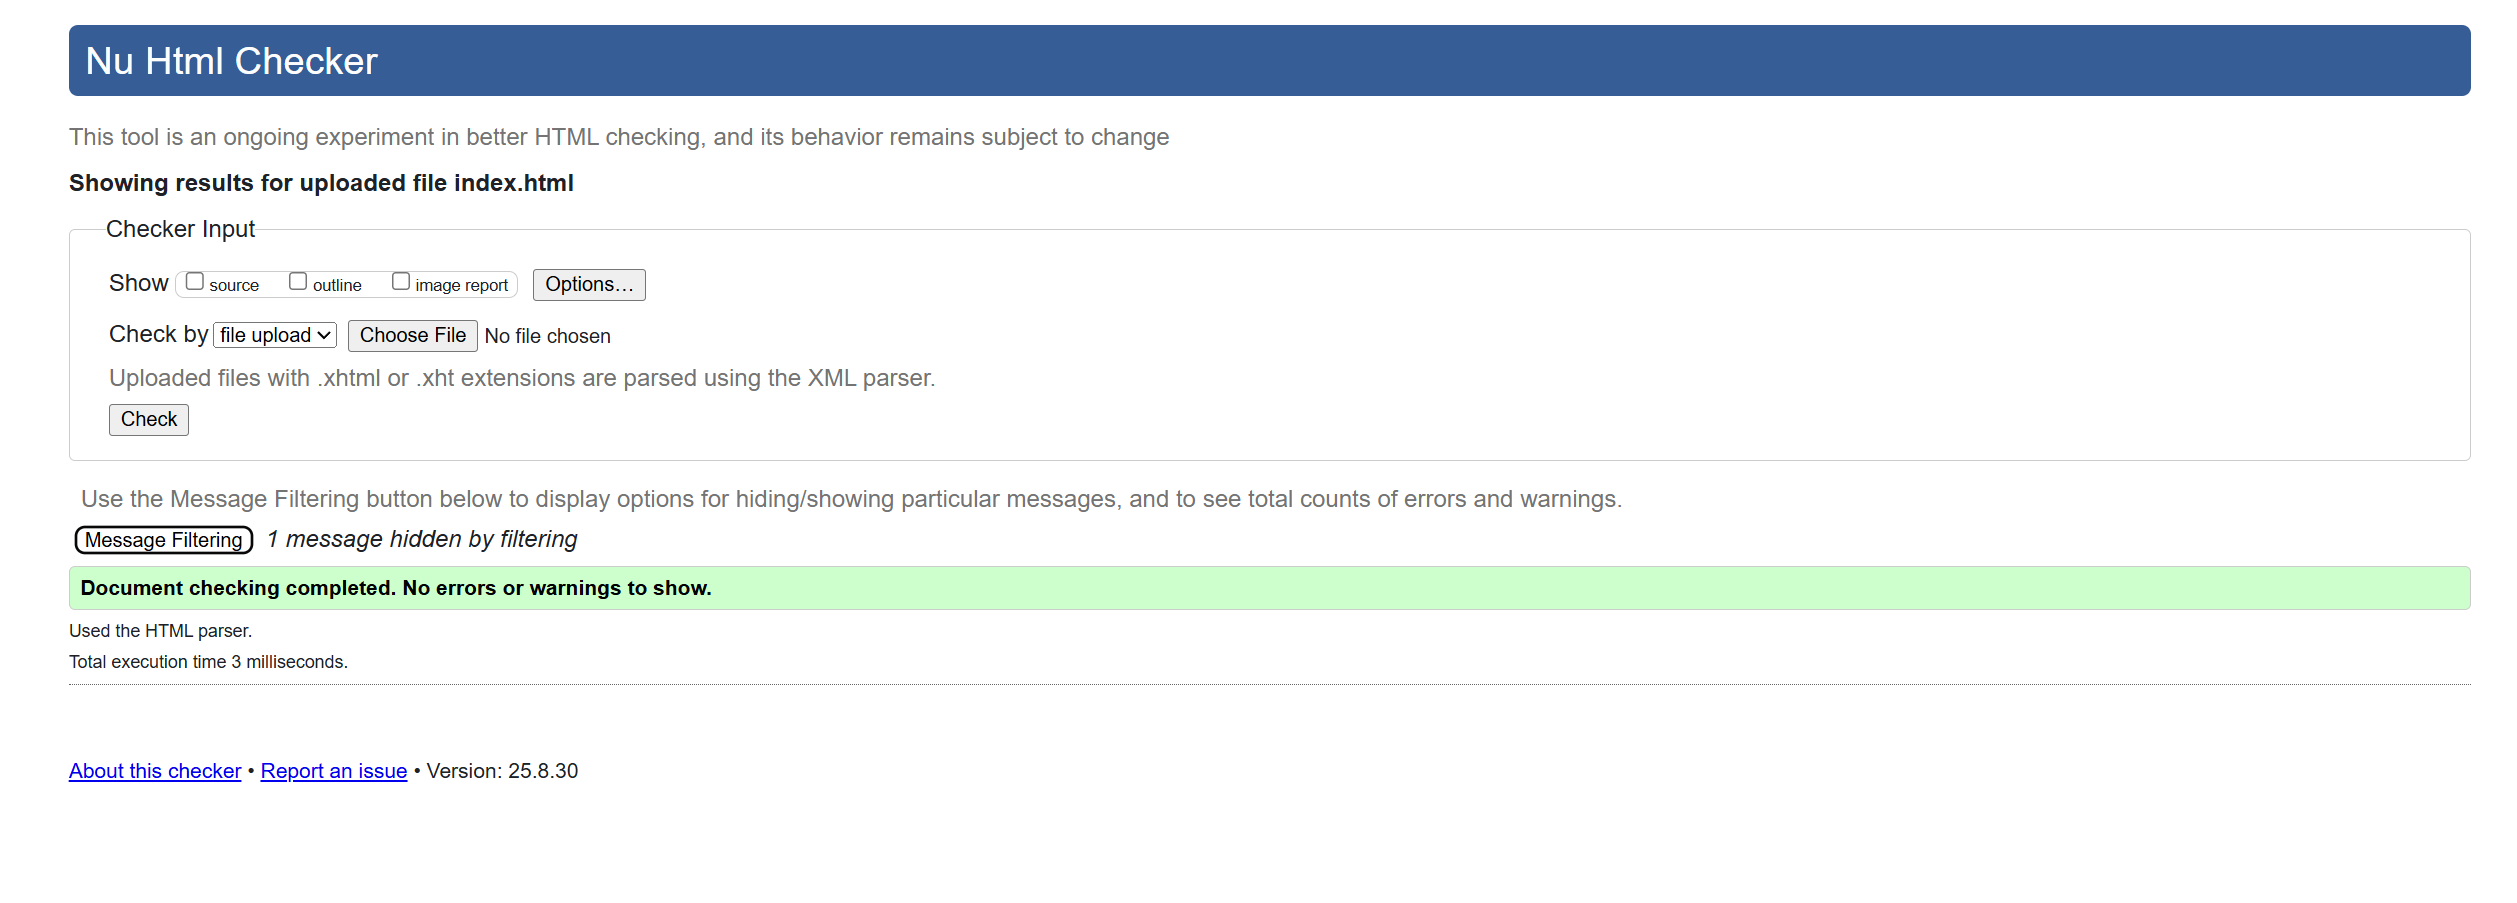 Nu Html Checker
This tool is an ongoing experiment in better HTML checking, and its behavior remains subject to change
Showing results for uploaded file index.html
Checker Input
Show source outline image report Options…
Check by file upload Choose File No file chosen
Uploaded files with .xhtml or .xht extensions are parsed using the XML parser.
Check
Use the Message Filtering button below to display options for hiding/showing particular messages, and to see total counts of errors and warnings.
Message Filtering 1 message hidden by filtering
Document checking completed. No errors or warnings to show.
Used the HTML parser.
Total execution time 3 milliseconds.
About this checker • Report an issue • Version: 25.8.30